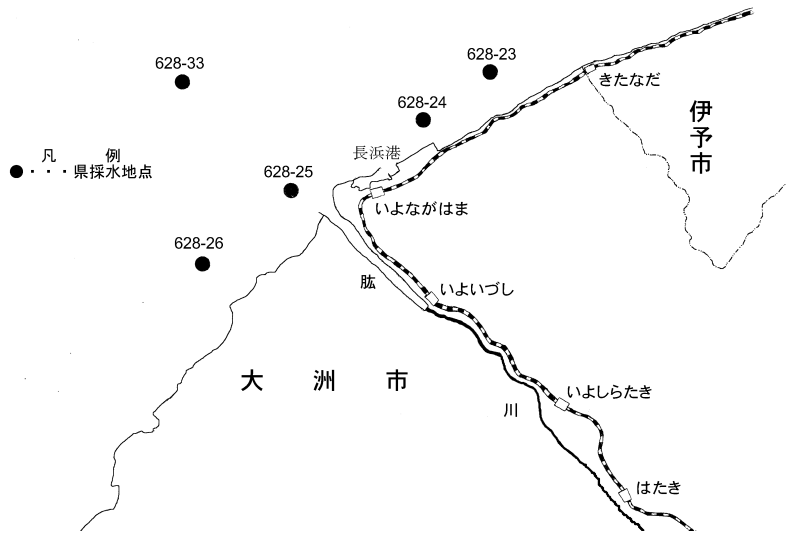 628-23
628-33
きたなだ
628-24
伊予市
長浜港
凡 例
●・・・県採水地点
628-25
いよながはま
628-26
肱
いよいづし
大洲市
いよしらたき
川
はたき